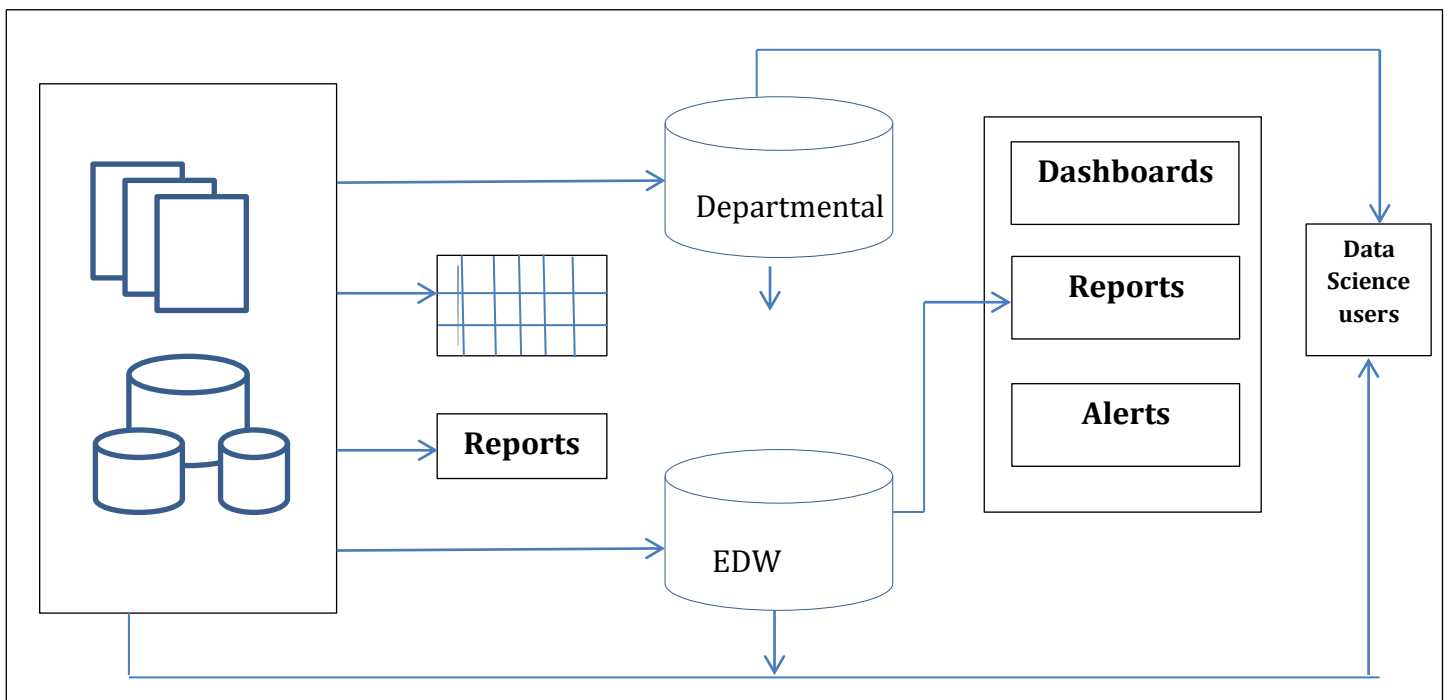 Departmental
Reports
EDW
Dashboards
Reports
Alerts
Data
Science
users